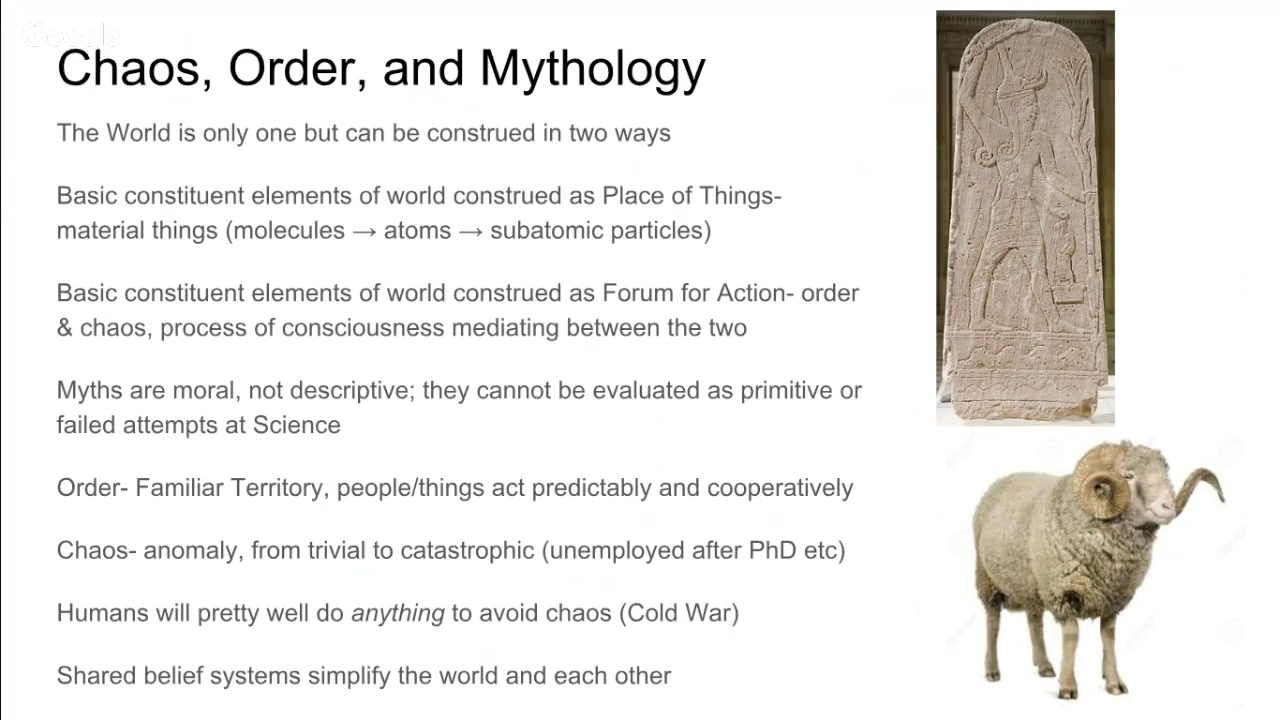 Google
Chaos, Order, and Mythology
The World is only one but can be construed in two ways
Basic constituent elements of world construed as Place of Things-
material things (molecules → atoms → subatomic particles)
Basic constituent elements of world construed as Forum for Action- order
& chaos, process of consciousness mediating between the two
Myths are moral, not descriptive; they cannot be evaluated as primitive or
failed attempts at Science
Order- Familiar Territory, people/things act predictably and cooperatively
Chaos- anomaly, from trivial to catastrophic (unemployed after PhD etc)
Humans will pretty well do anything to avoid chaos (Cold War)
Shared belief systems simplify the world and each other